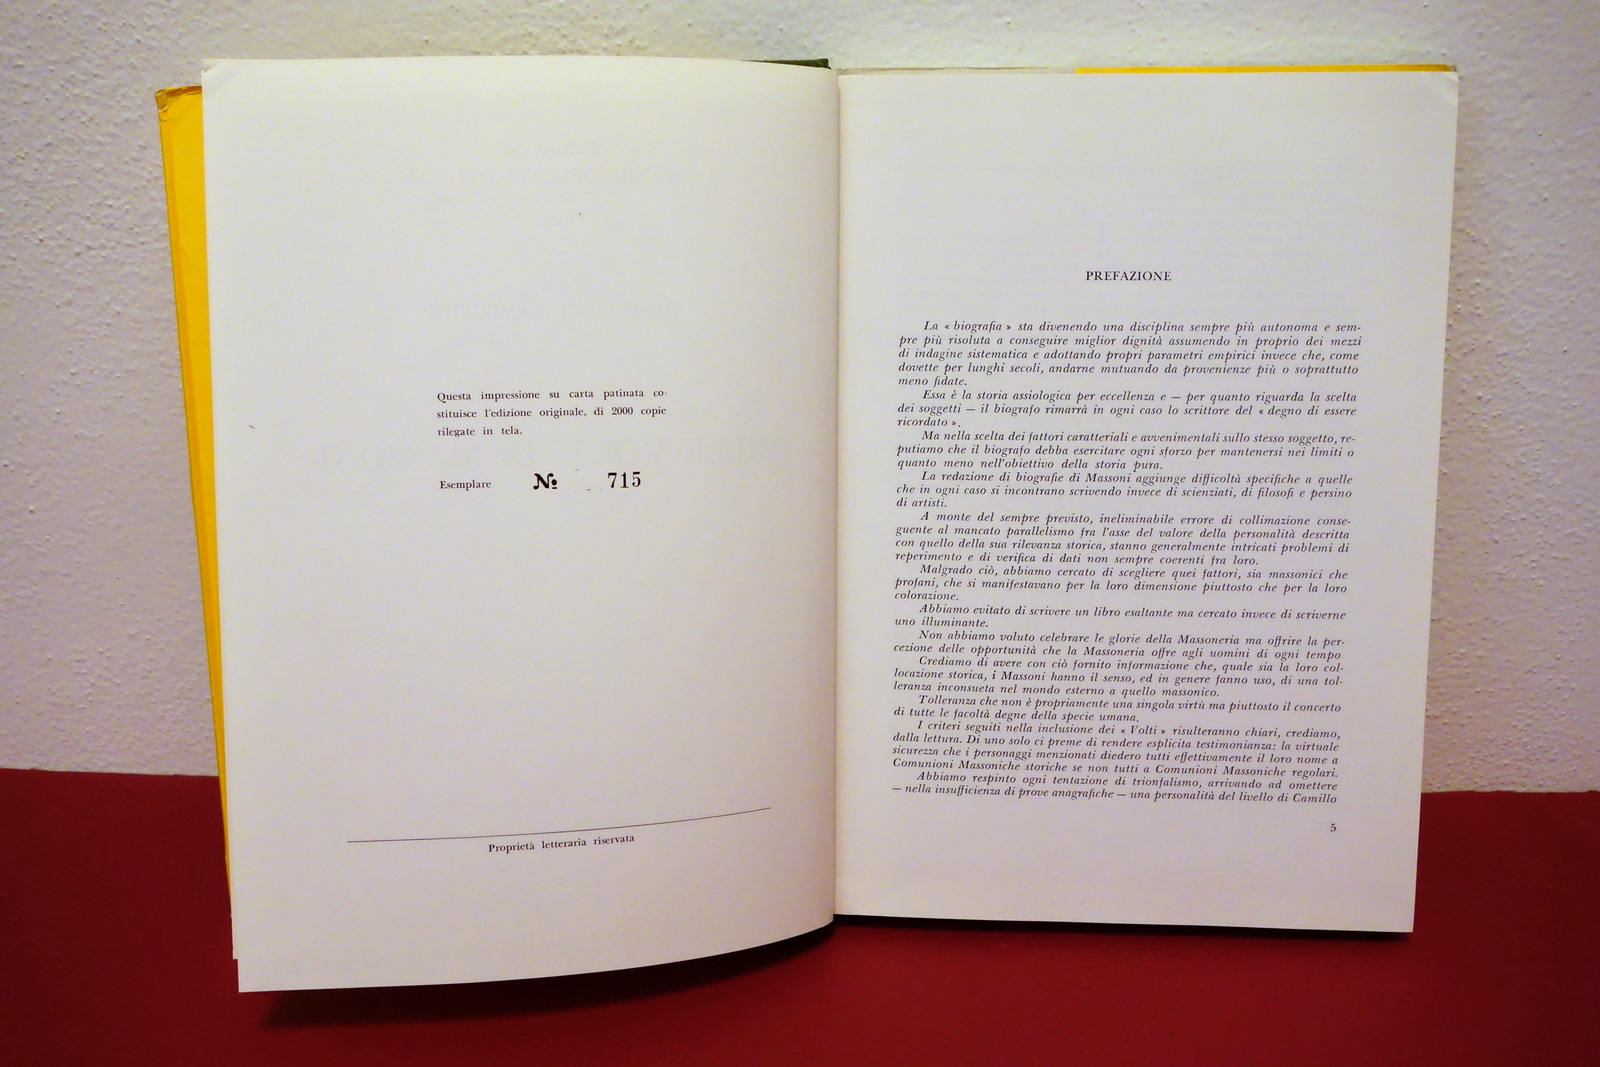 Questa impressione su carta patinata co-
stituisce l'edizione originale, di 2000 copie
rilegate in tela.
Esemplare № 715
Proprietà letteraria riservata
PREFAZIONE
La « biografia » sta divenendo una disciplina sempre più autonoma e sem-
pre più risoluta a conseguire miglior dignità assumendo in proprio dei mezzi
di indagine sistematica e adottando propri parametri empirici invece che, come
dovette per lunghi secoli, andarne mutuando da provenienze più o soprattutto
meno fidate.
Essa è la storia assiologica per eccellenza e — per quanto riguarda la scelta
dei soggetti — il biografo rimarrà in ogni caso lo scrittore del « degno di essere
ricordato ».
Ma nella scelta dei fattori caratteriali e avvenimentali sullo stesso soggetto, re-
putiamo che il biografo debba esercitare ogni sforzo per mantenersi nei limiti o
quanto meno nell'obiettivo della storia pura.
La redazione di biografie di Massoni aggiunge difficoltà specifiche a quelle
che in ogni caso si incontrano scrivendo invece di scienziati, di filosofi e persino
di artisti.
A monte del sempre previsto, ineliminabile errore di collimazione conse-
guente al mancato parallelismo fra l'asse del valore della personalità descritta
con quello della sua rilevanza storica, stanno generalmente intricati problemi di
reperimento e di verifica di dati non sempre coerenti fra loro.
Malgrado ciò, abbiamo cercato di scegliere quei fattori, sia massonici che
profani, che si manifestavano per la loro dimensione piuttosto che per la loro
colorazione.
Abbiamo evitato di scrivere un libro esaltante ma cercato invece di scriverne
uno illuminante.
Non abbiamo voluto celebrare le glorie della Massoneria ma offrire la per-
cezione delle opportunità che la Massoneria offre agli uomini di ogni tempo
Crediamo di avere con ciò fornito informazione che, quale sia la loro col-
locazione storica, i Massoni hanno il senso, ed in genere fanno uso, di una tol-
leranza inconsueta nel mondo esterno a quello massonico.
Tolleranza che non è propriamente una singola virtù ma piuttosto il concerto
di tutte le facoltà degne della specie umana.
I criteri seguiti nella inclusione dei « Volti » risulteranno chiari, crediamo,
dalla lettura. Di uno solo ci preme di rendere esplicita testimonianza: la virtuale
sicurezza che i personaggi menzionati diedero tutti effettivamente il loro nome a
Comunioni Massoniche storiche se non tutti a Comunioni Massoniche regolari.
Abbiamo respinto ogni tentazione di trionfalismo, arrivando ad omettere
— nella insufficienza di prove anagrafiche — una personalità del livello di Camillo
5